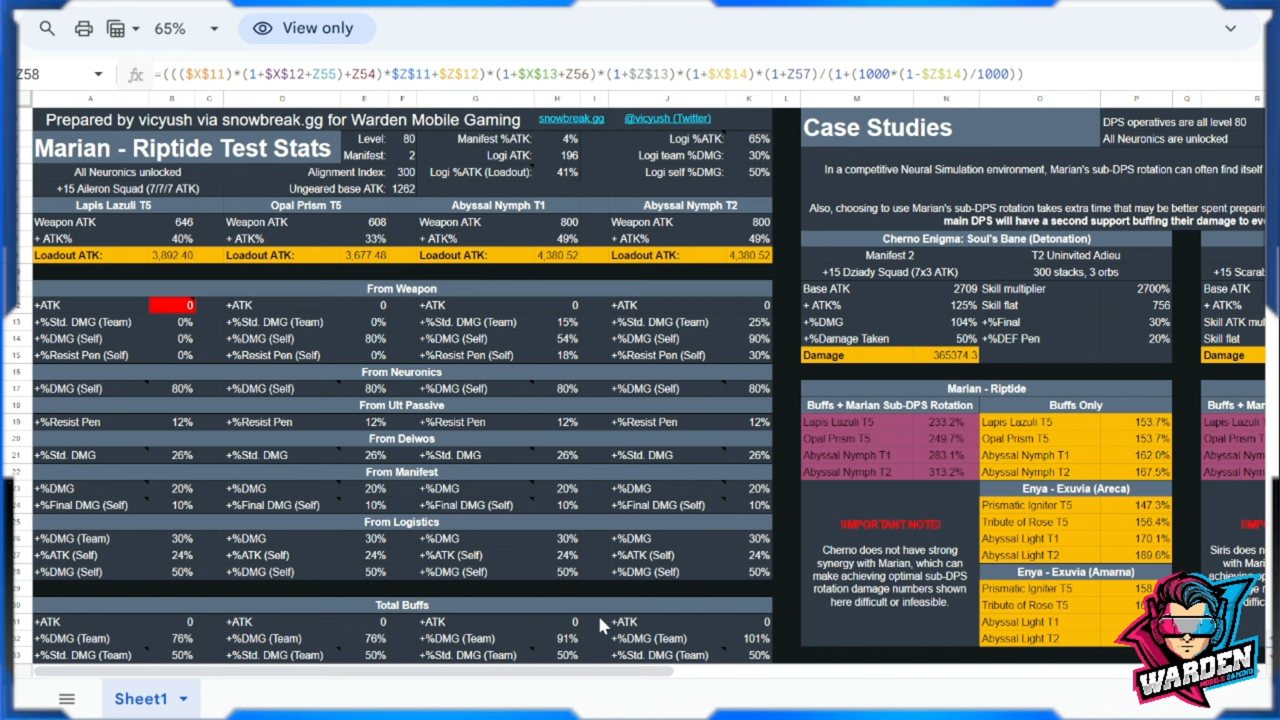 65%
View only
Z58
fx
=((($X$11)*(1+$X$12+Z55)+Z54)*$Z$11+$Z$12)*(1+$X$13+Z56)*(1+$Z$13)*(1+$X$14)*(1+Z57)/(1+(1000*(1-$Z$14)/1000))
A B C D E F G H I J K L M N O P Q R
Prepared by vicyush via snowbreak.gg for Warden Mobile Gaming snowbreak.gg @vicyush (Twitter)
Marian - Riptide Test Stats
Level: 80 Manifest %ATK: 4% Logi %ATK: 65%
Manifest: 2 Logi ATK: 196 Logi team %DMG: 30%
All Neuronics unlocked Alignment Index: 300 Logi %ATK (Loadout): 41% Logi self %DMG: 50%
+15 Aileron Squad (7/7/7 ATK) Ungeared base ATK: 1262
Lapis Lazuli T5 Opal Prism T5 Abyssal Nymph T1 Abyssal Nymph T2
Weapon ATK 646 Weapon ATK 608 Weapon ATK 800 Weapon ATK 800
+ ATK% 40% + ATK% 33% + ATK% 49% + ATK% 49%
Loadout ATK: 3,892.40 Loadout ATK: 3,677.48 Loadout ATK: 4,380.52 Loadout ATK: 4,380.52
From Weapon
+ATK 0 +ATK 0 +ATK 0 +ATK 0
13 +%Std. DMG (Team) 0% +%Std. DMG (Team) 0% +%Std. DMG (Team) 15% +%Std. DMG (Team) 25%
14 +%DMG (Self) 0% +%DMG (Self) 80% +%DMG (Self) 54% +%DMG (Self) 90%
15 +%Resist Pen (Self) 0% +%Resist Pen (Self) 0% +%Resist Pen (Self) 18% +%Resist Pen (Self) 30%
16 From Neuronics
17 +%DMG (Self) 80% +%DMG (Self) 80% +%DMG (Self) 80% +%DMG (Self) 80%
18 From Ult Passive
19 +%Resist Pen 12% +%Resist Pen 12% +%Resist Pen 12% +%Resist Pen 12%
20 From Deiwos
21 +%Std. DMG 26% +%Std. DMG 26% +%Std. DMG 26% +%Std. DMG 26%
22 From Manifest
23 +%DMG 20% +%DMG 20% +%DMG 20% +%DMG 20%
24 +%Final DMG 10% +%Final DMG 10% +%Final DMG 10% +%Final DMG 10%
25 From Logistics
26 +%DMG (Team) 30% +%DMG 30% +%DMG 30% +%DMG 30%
27 +%ATK (Self) 24% +%ATK (Self) 24% +%ATK (Self) 24% +%ATK (Self) 24%
28 +%DMG (Self) 50% +%DMG (Self) 50% +%DMG (Self) 50% +%DMG (Self) 50%
29
30 Total Buffs
31 +ATK 0 +ATK 0 +ATK 0 +ATK 0
32 +%DMG (Team) 76% +%DMG (Team) 76% +%DMG (Team) 91% +%DMG (Team) 101%
+%Std. DMG (Team) 50% +%Std. DMG (Team) 50% +%Std. DMG (Team) 50% +%Std. DMG (Team) 50%
Case Studies
DPS operatives are all level 80
All Neuronics are unlocked
In a competitive Neural Simulation environment, Marian's sub-DPS rotation can often find itself
Also, choosing to use Marian's sub-DPS rotation takes extra time that may be better spent
main DPS will have a second support buffing their damage to
Cherno Enigma: Soul's Bane (Detonation)
Manifest 2 T2 Uninvited Adieu
+15 Dziady Squad (7x3 ATK) 300 stacks, 3 orbs
Base ATK 2709 Skill multiplier 2700%
+ ATK% 125% Skill flat 756
+%DMG 104% +%Final 30%
+%Damage Taken 50% +%DEF Pen 20%
Damage 365374.3
Base ATK
+ ATK%
Skill flat
Damage
Marian - Riptide
Buffs + Marian Sub-DPS Rotation Buffs Only
Lapis Lazuli T5 233.2% Lapis Lazuli T5 153.7%
Opal Prism T5 249.7% Opal Prism T5 153.7%
Abyssal Nymph T1 283.1% Abyssal Nymph T1 162.0%
Abyssal Nymph T2 313.2% Abyssal Nymph T2 167.5%
Enya - Exuvia (Areca)
Prismatic Igniter T5 147.3%
Tribute of Rose T5 156.4%
Abyssal Light T1 170.1%
Abyssal Light T2 189.6%
Enya - Exuvia (Amarna)
Prismatic Igniter T5
Tribute of Rose T5
Abyssal Light T1
Abyssal Light T2
!IMPORTANT NOTE!
Cherno does not have strong
synergy with Marian, which can
make achieving optimal sub-DPS
rotation damage numbers shown
here difficult or infeasible.
Sheet1
WARDEN
MOBILE GAMING